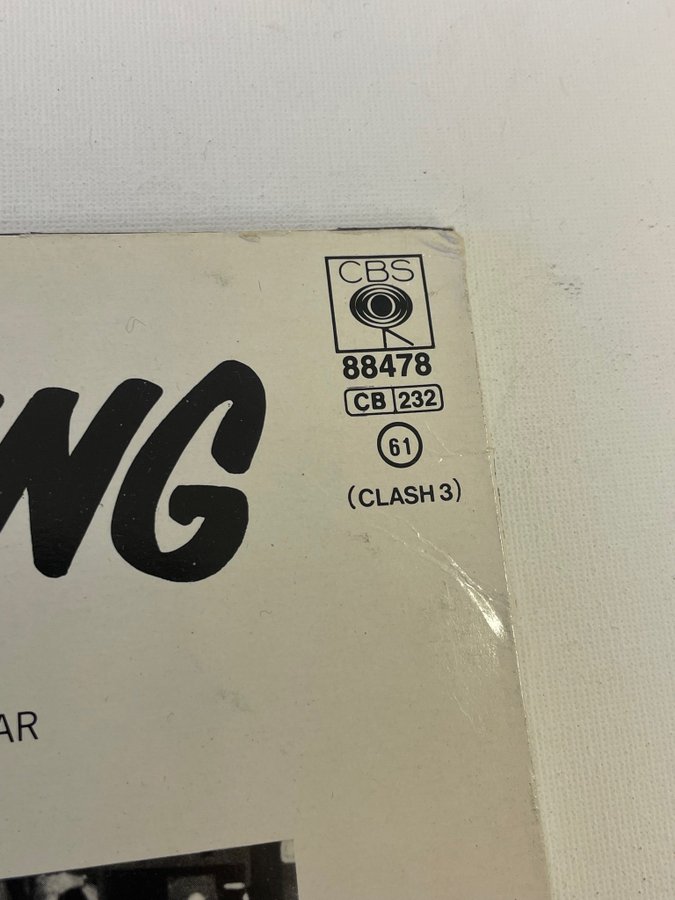 CBS
88478
CB 232
61
(CLASH 3)
NG
AR